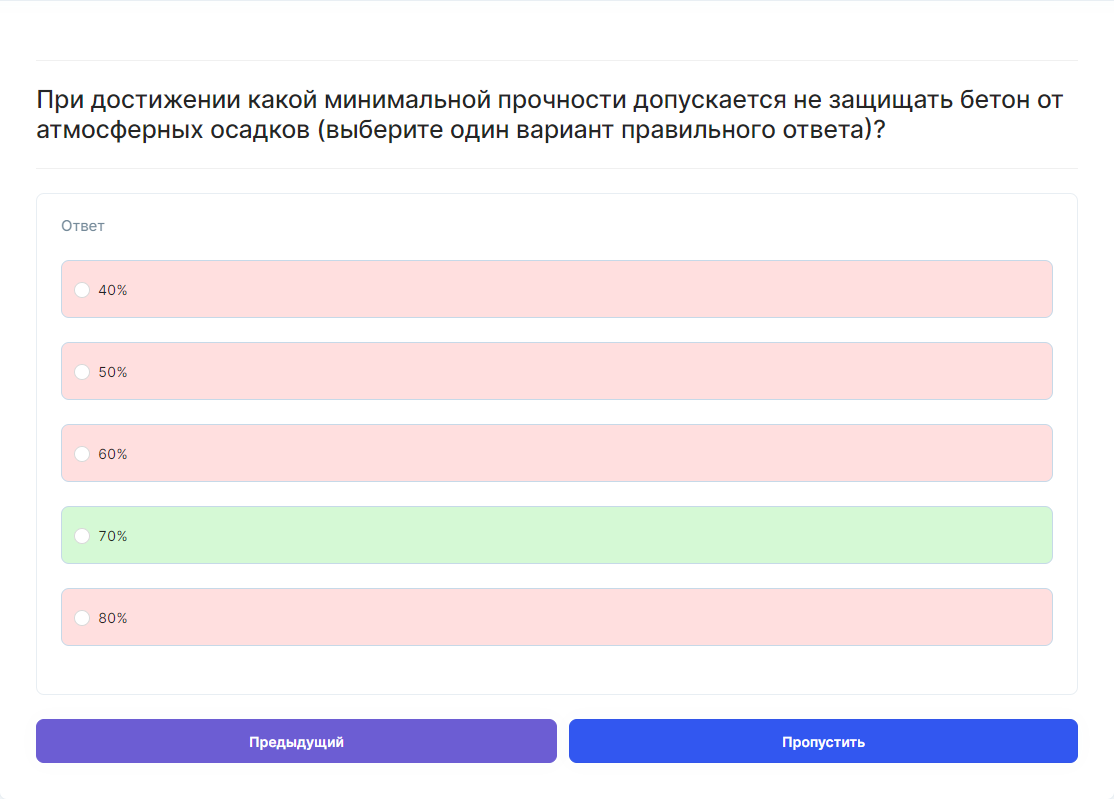 При достижении какой минимальной прочности допускается не защищать бетон от
атмосферных осадков (выберите один вариант правильного ответа)?
Ответ
40%
50%
60%
70%
80%
Предыдущий
Пропустить